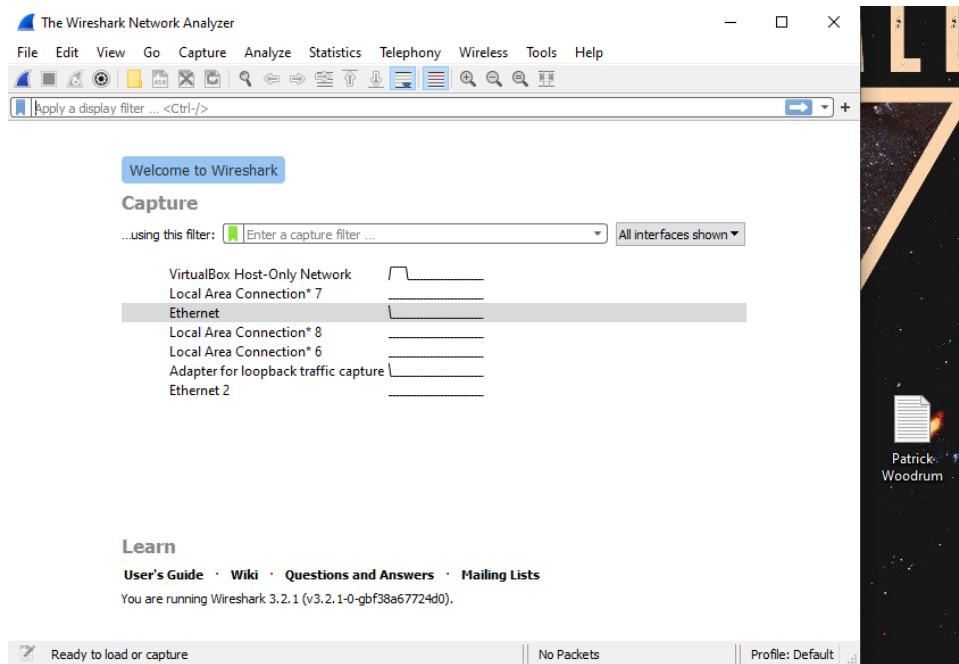 The Wireshark Network Analyzer
File Edit View Go Capture Analyze Statistics Telephony Wireless Tools Help
Apply a display filter ... <Ctrl-/>
Welcome to Wireshark
Capture
...using this filter: Enter a capture filter ... All interfaces shown
VirtualBox Host-Only Network
Local Area Connection* 7
Ethernet
Local Area Connection* 8
Local Area Connection* 6
Adapter for loopback traffic capture
Ethernet 2
Patrick
Woodrum
Learn
User's Guide · Wiki · Questions and Answers · Mailing Lists
You are running Wireshark 3.2.1 (v3.2.1-0-gbf38a67724d0).
Ready to load or capture No Packets Profile: Default